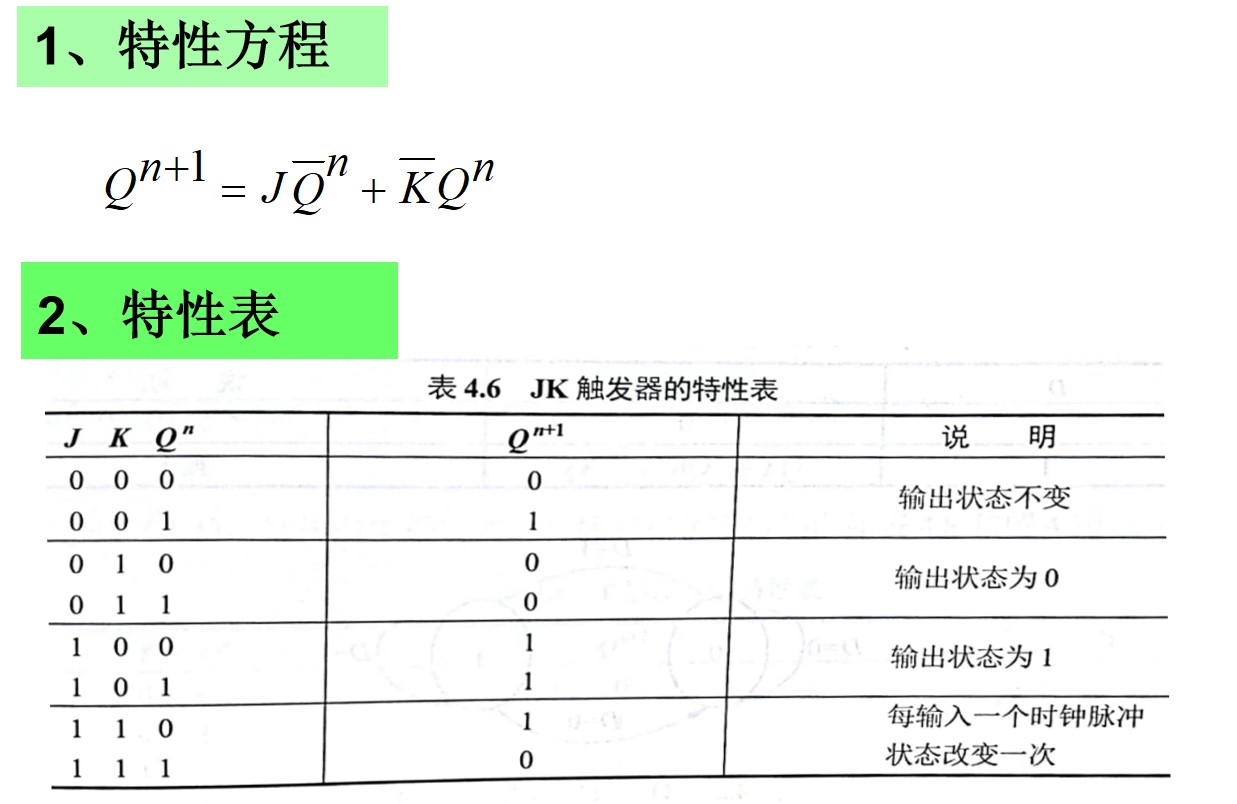 1、特性方程
Q^{n+1} = J\overline{Q}^{n} + \overline{K}Q^{n}
2、特性表
表 4.6 JK 触发器的特性表
J K Q^{n} Q^{n+1} 说 明
0 0 0 0
输出状态不变
0 0 1 1
0 1 0 0
输出状态为 0
0 1 1 0
1 0 0 1
输出状态为 1
1 0 1 1
1 1 0 1 每输入一个时钟脉冲
1 1 1 0 状态改变一次